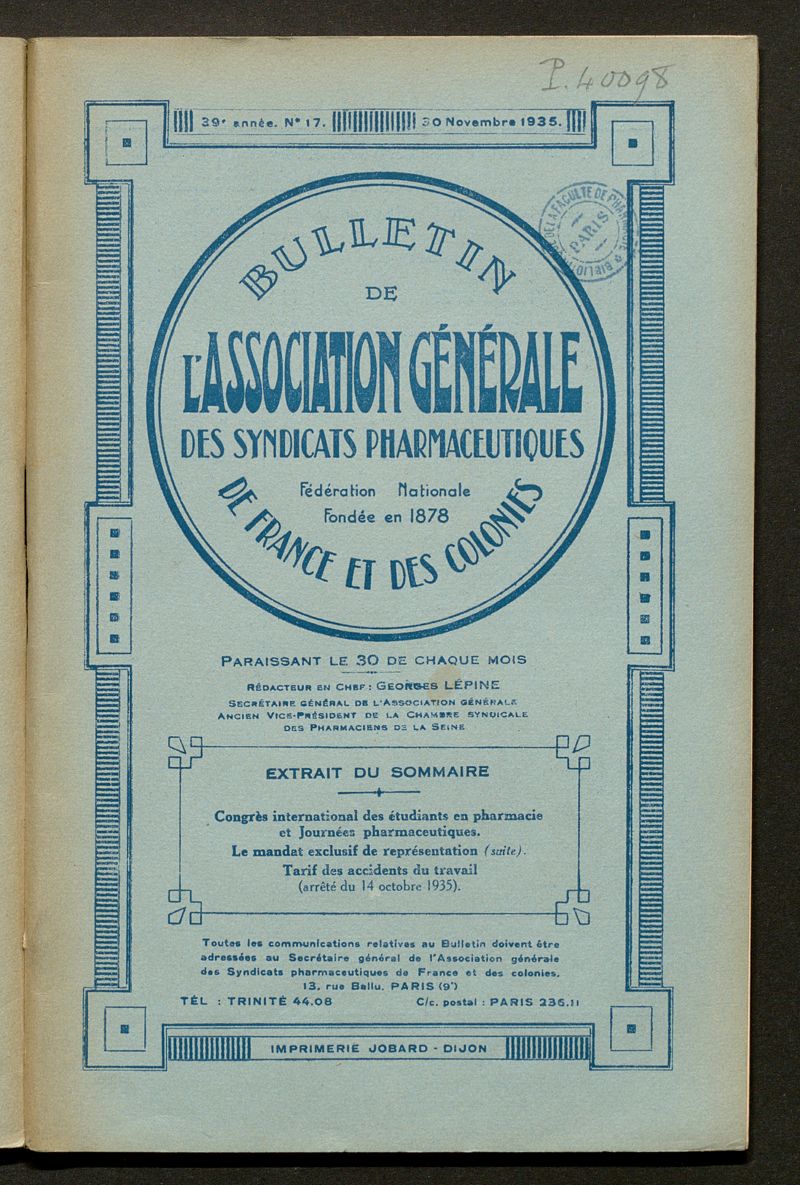 P. 40098
39e année. N° 17. 30 Novembre 1935.
BIBLIOT DE LA FACULTE DE PHARMACIE
PARIS
BULLETIN
DE
L'ASSOCIATION GÉNÉRALE
DES SYNDICATS PHARMACEUTIQUES
Fédération Nationale
Fondée en 1878
DE FRANCE ET DES COLONIES
PARAISSANT LE 30 DE CHAQUE MOIS
RÉDACTEUR EN CHEF : GEORGES LÉPINE
SECRÉTAIRE GÉNÉRAL DE L'ASSOCIATION GÉNÉRALE
ANCIEN VICE-PRÉSIDENT DE LA CHAMBRE SYNDICALE
DES PHARMACIENS DE LA SEINE
EXTRAIT DU SOMMAIRE
Congrès international des étudiants en pharmacie
et Journées pharmaceutiques.
Le mandat exclusif de représentation (suite).
Tarif des accidents du travail
(arrêté du 14 octobre 1935).
Toutes les communications relatives au Bulletin doivent être
adressées au Secrétaire général de l'Association générale
des Syndicats pharmaceutiques de France et des colonies.
13, rue Ballu, PARIS (9e)
TÉL : TRINITÉ 44.08 C/c. postal : PARIS 236.11
IMPRIMERIE JOBARD - DIJON